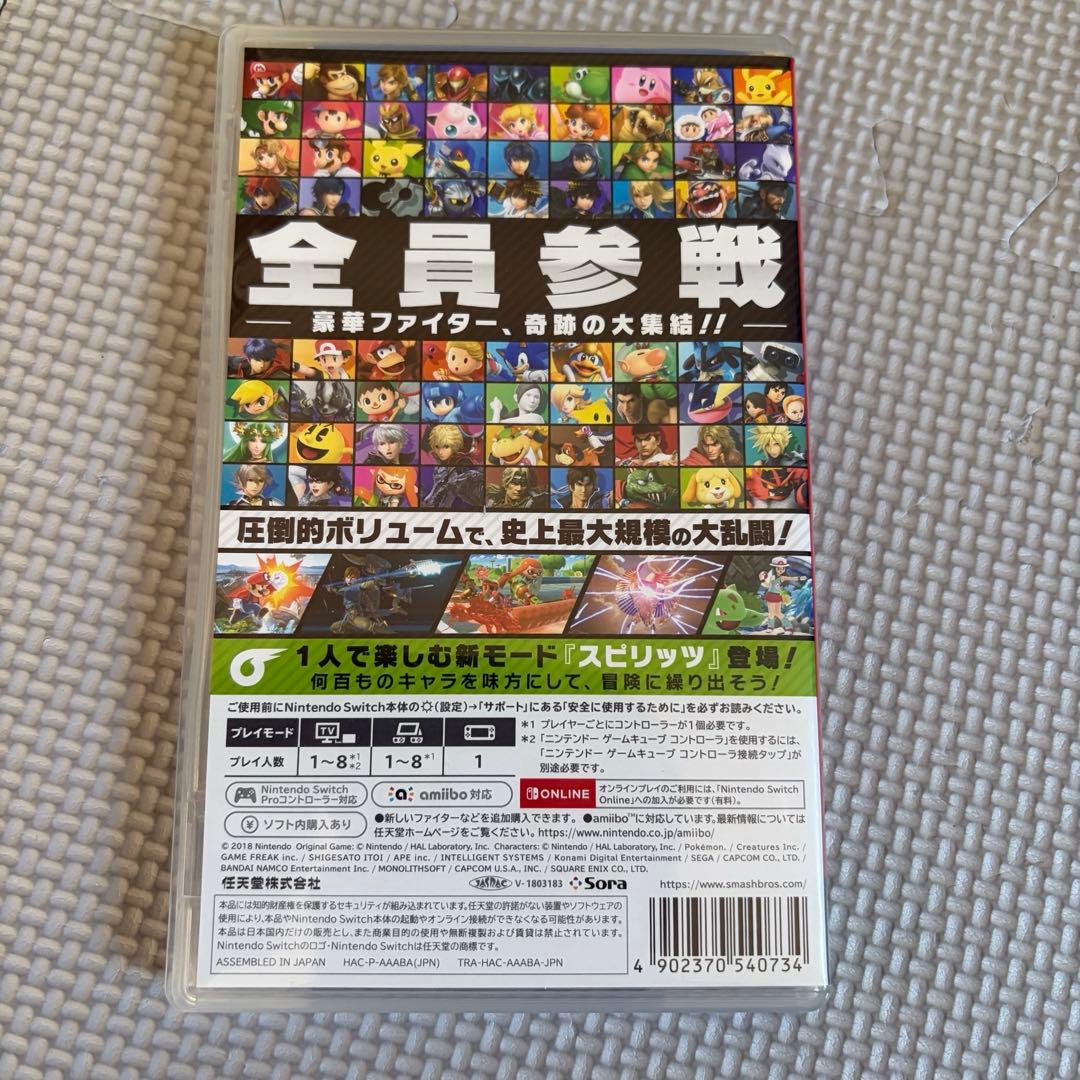 全員参戦
豪華ファイター、奇跡の大集結!!
圧倒的ボリュームで、史上最大規模の大乱闘!
1人で楽しむ新モード『スピリッツ』登場!
何百ものキャラを味方にして、冒険に繰り出そう!
ご使用前にNintendo Switch本体の(設定)→「サポート」にある「安全に使用するために」を必ずお読みください。
プレイモード TV
プレイ人数 1〜8*1*2 1〜8*1 1
*1 プレイヤーごとにコントローラーが1個必要です。
*2 「ニンテンドー ゲームキューブ コントローラ」を使用するには、
「ニンテンドー ゲームキューブ コントローラ接続タップ」が
別途必要です。
Nintendo Switch
Proコントローラー対応
amiibo 対応
ONLINE
オンラインプレイのご利用には、「Nintendo Switch
Online」への加入が必要です(有料)。
¥ ソフト内購入あり
●新しいファイターなどを追加購入できます。 ●amiibo™に対応しています。最新情報については
任天堂ホームページをご覧ください。https://www.nintendo.co.jp/amiibo/
© 2018 Nintendo Original Game: © Nintendo / HAL Laboratory, Inc. Characters: © Nintendo / HAL Laboratory, Inc. / Pokémon. / Creatures Inc. /
GAME FREAK inc. / SHIGESATO ITOI / APE inc. / INTELLIGENT SYSTEMS / Konami Digital Entertainment / SEGA / CAPCOM CO., LTD. /
BANDAI NAMCO Entertainment Inc. / MONOLITHSOFT / CAPCOM U.S.A., INC. / SQUARE ENIX CO., LTD.
任天堂株式会社
JASRAC V-1803183 Sora https://www.smashbros.com/
本品には知的財産権を保護するセキュリティが組み込まれています。任天堂の許諾がない装置やソフトウェアの
使用により、本品やNintendo Switch本体の起動やオンライン接続ができなくなる可能性があります。
本品は日本国内だけの販売とし、また商業目的の使用や無断複製および賃貸は禁止されています。
Nintendo Switchのロゴ・Nintendo Switchは任天堂の商標です。
ASSEMBLED IN JAPAN HAC-P-AAABA(JPN) TRA-HAC-AAABA-JPN
4 902370 540734